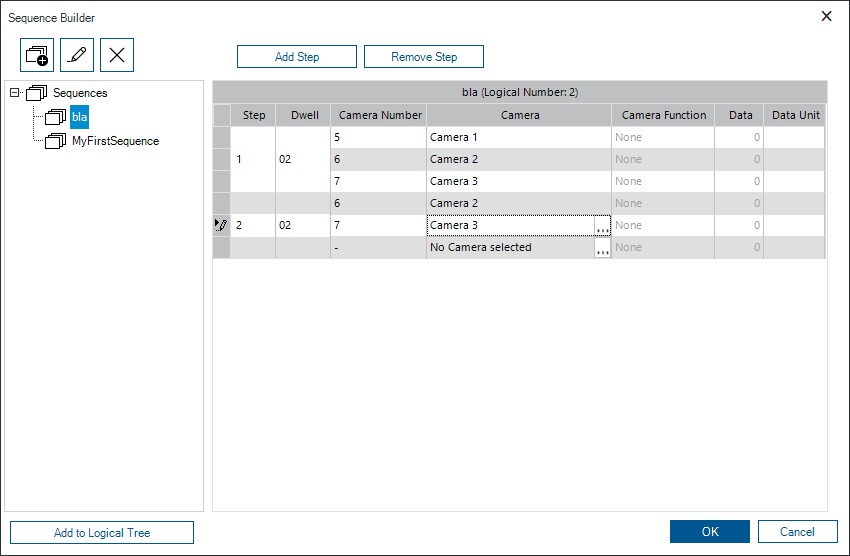 Sequence Builder
Add Step Remove Step
Sequences
bla
MyFirstSequence
bla (Logical Number: 2)
Step Dwell Camera Number Camera Camera Function Data Data Unit
5 Camera 1 None 0
1 02 6 Camera 2 None 0
7 Camera 3 None 0
6 Camera 2 None 0
2 02 7 Camera 3 ... None 0
- No Camera selected ... None 0
Add to Logical Tree
OK Cancel